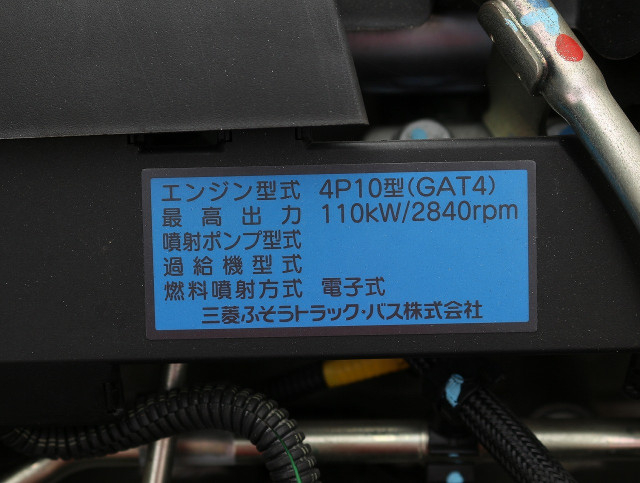 エンジン型式 4P10型(GAT4)
最高出力 110kW/2840rpm
噴射ポンプ型式
過給機型式
燃料噴射方式 電子式
三菱ふそうトラック・バス株式会社